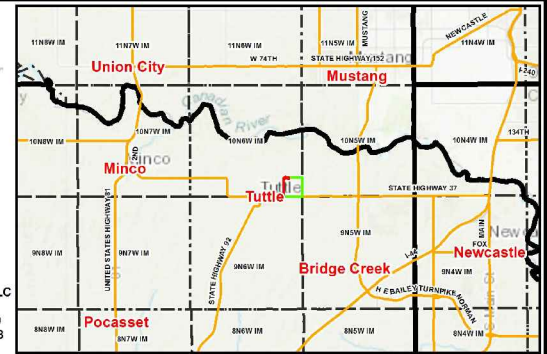 11N8W IM
11N7W IM
11N6W IM
11N5W IM
MUSTANG
NEWCASTLE
11N4W IM
W 74TH
STATE HIGHWAY 152
Union City
Mustang
Mustang
I-240
Canadian River
10N8W IM
10N7W IM
10N6W IM
10N5W IM
10N4W IM
134TH
2ND
Minco
Minco
Tuttle
Tuttle
STATE HIGHWAY 37
UNITED STATES HIGHWAY 81
STATE HIGHWAY 92
9N8W IM
9N7W IM
9N6W IM
9N5W IM
9N4W IM
MAIN
FOX
Newcastle
I-44
Bridge Creek
H E BAILEY TURNPIKE NORMAN
LC
Pocasset
8N8W IM
8N7W IM
8N6W IM
8N5W IM
8N4W IM